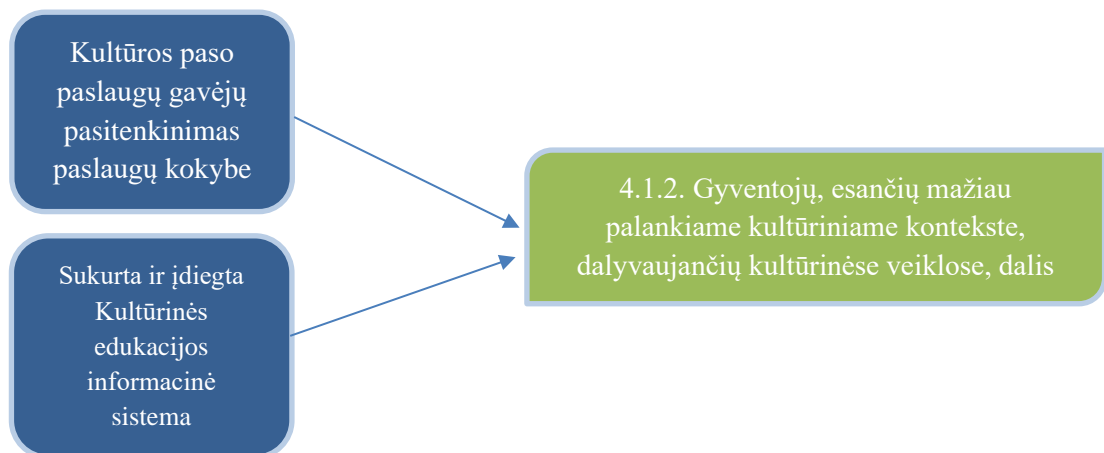 Kultūros paso
paslaugų gavėjų
pasitenkinimas
paslaugų kokybe
Sukurta ir įdiegta
Kultūrinės
edukacijos
informacinė
sistema
4.1.2. Gyventojų, esančių mažiau
palankiame kultūriniame kontekste,
dalyvaujančių kultūrinėse veiklose, dalis